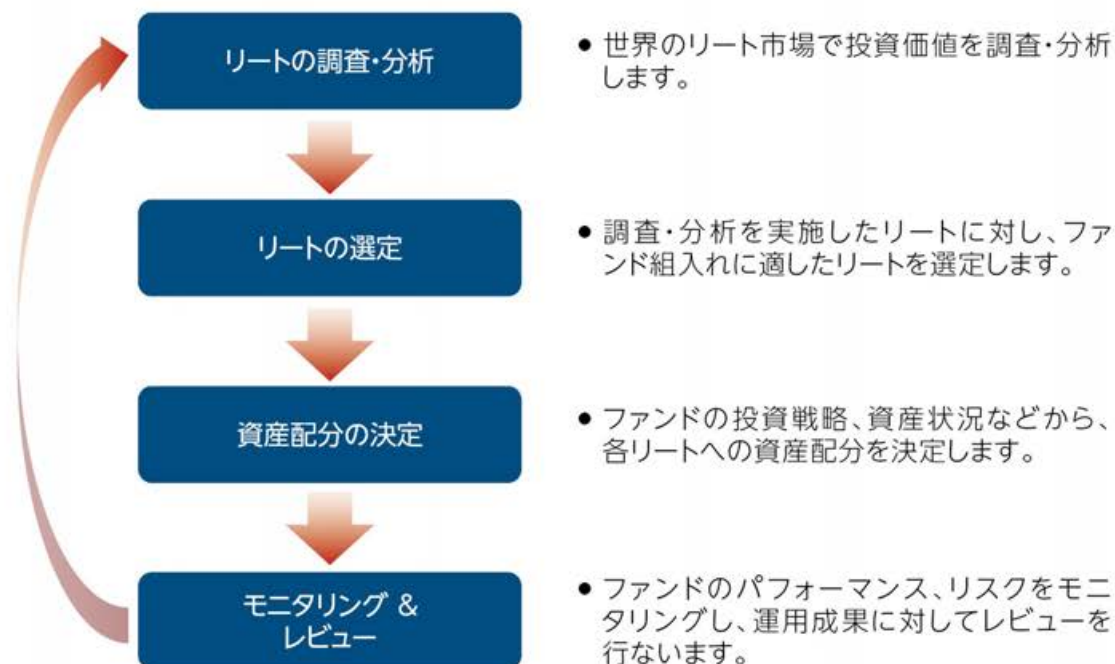 リートの調査・分析
● 世界のリート市場で投資価値を調査・分析
します。
リートの選定
● 調査・分析を実施したリートに対し、ファ
ンド組入れに適したリートを選定します。
資産配分の決定
● ファンドの投資戦略、資産状況などから、
各リートへの資産配分を決定します。
モニタリング &
レビュー
● ファンドのパフォーマンス、リスクをモニ
タリングし、運用成果に対してレビューを
行ないます。